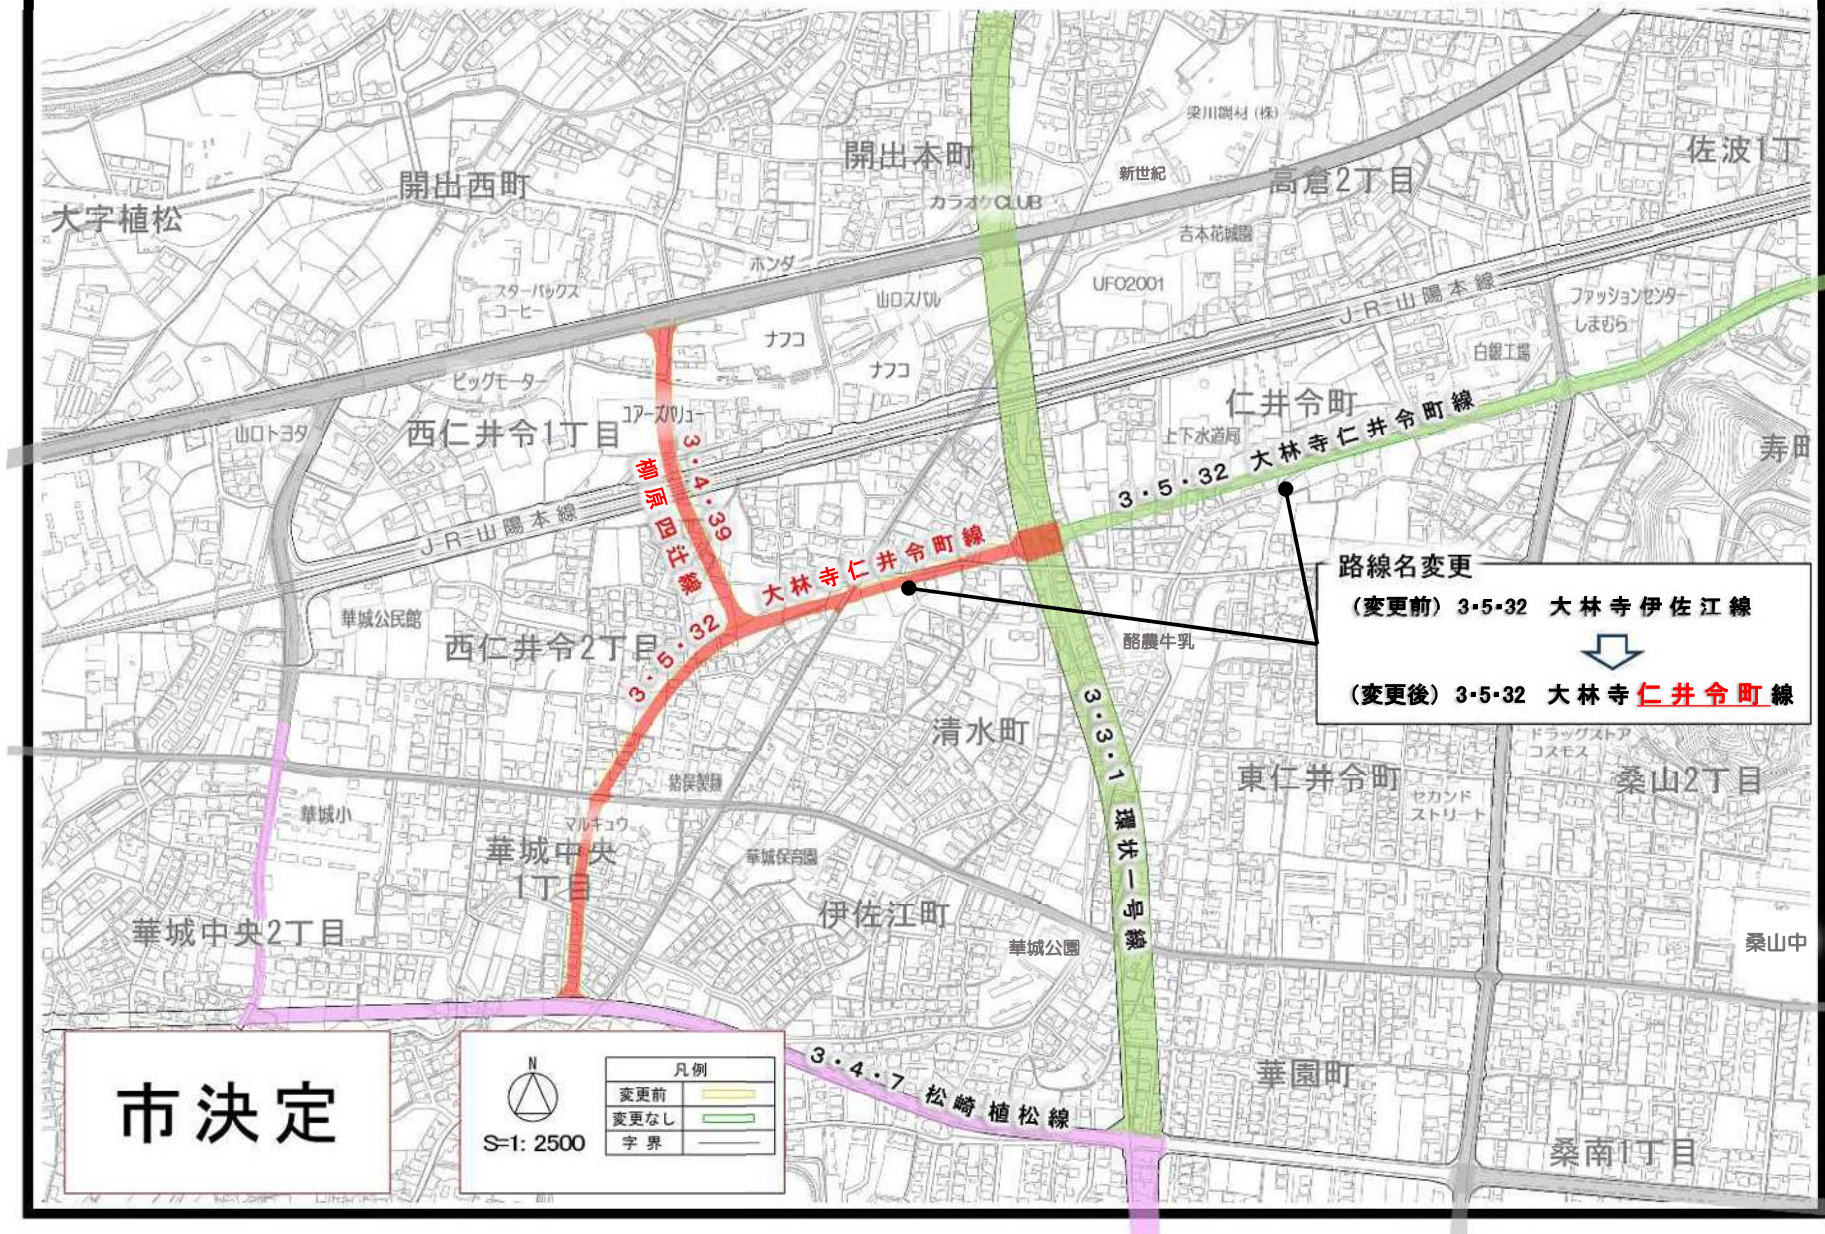 梁川鋼材(株)
佐波1丁
開出本町
新世紀
高倉2丁目
開出西町
カラオケCLUB
大字植松
吉本花城園
ホンダ
UFO2001
スターバックス
コーヒー
山口スバル
JR山陽本線
ファッションセンター
しまむら
ナフコ
白銀工場
ナフコ
ビッグモーター
仁井令町
コアーズバリュー
山口トヨタ
西仁井令1丁目
上下水道局
寿町
3・5・32 大林寺仁井令町線
3・4・39
四辻線
JR山陽本線
3・5・32 大林寺仁井令町線
路線名変更
(変更前) 3・5・32 大林寺伊佐江線
(変更後) 3・5・32 大林寺仁井令町線
華城公民館
西仁井令2丁目
酪農牛乳
清水町
3・3・1 環状一号線
ドラッグストア
コスモス
東仁井令町
桑山2丁目
猪俣製麺
セカンド
ストリート
華城小
マルキュウ
華城中央
1丁目
華城保育園
伊佐江町
華城中央2丁目
華城公園
桑山中
3・4・7 松崎植松線
華園町
桑南1丁目
市決定
N
S=1:2500
凡例
変更前
変更なし
字界